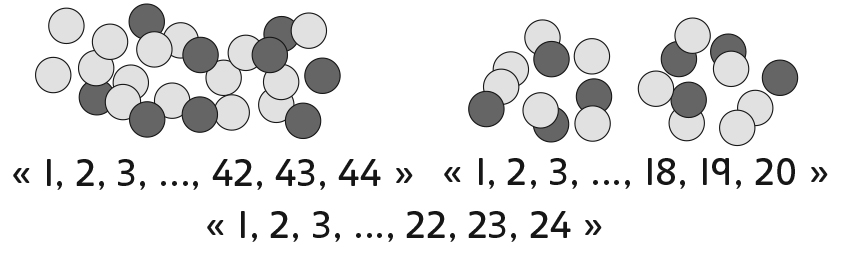 « 1, 2, 3, ..., 42, 43, 44 » « 1, 2, 3, ..., 18, 19, 20 »
« 1, 2, 3, ..., 22, 23, 24 »